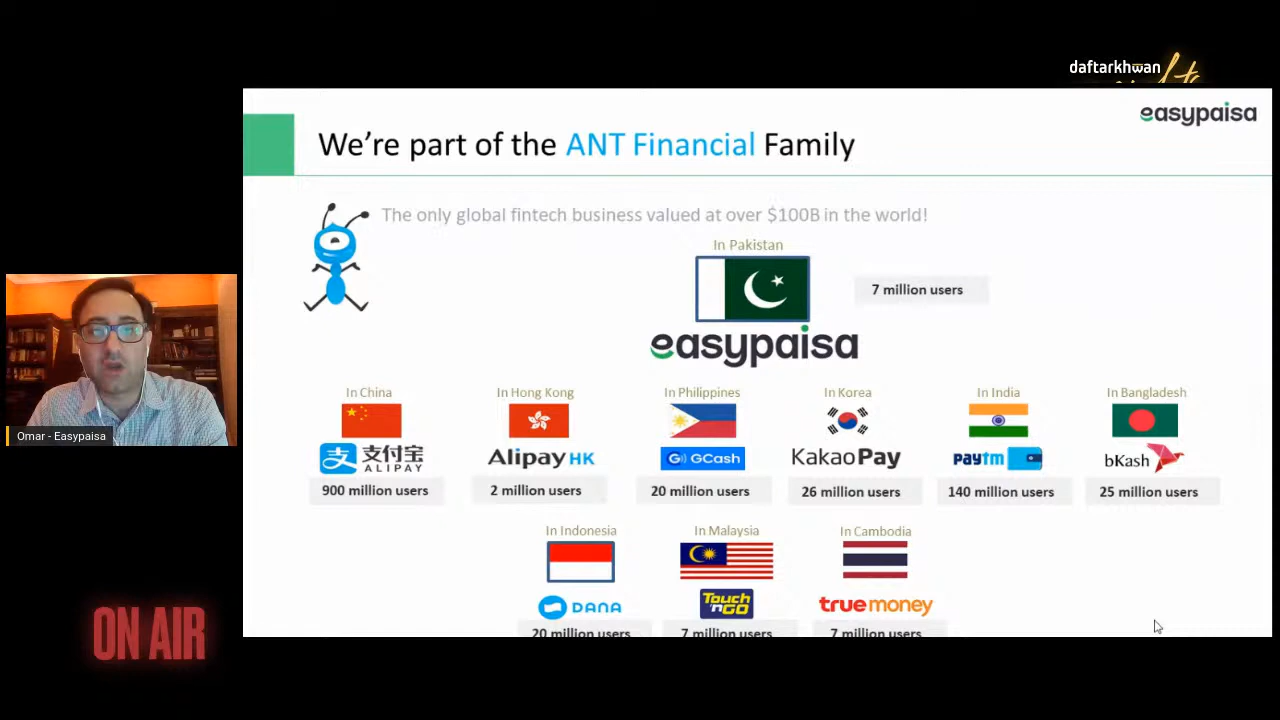 daftarkhwan
easypaisa
We're part of the ANT Financial Family
The only global fintech business valued at over $100B in the world!
In Pakistan
7 million users
easypaisa
In China
支付宝
ALIPAY
900 million users
In Hong Kong
Alipay HK
2 million users
In Philippines
GCash
20 million users
In Korea
KakaoPay
26 million users
In India
paytm
140 million users
In Bangladesh
bKash
25 million users
In Indonesia
DANA
20 million users
In Malaysia
Touch
'nGO
7 million users
In Cambodia
truemoney
7 million users
Omar - Easypaisa
ON AIR